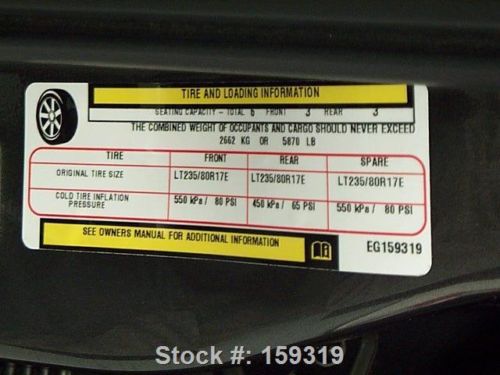 TIRE AND LOADING INFORMATION
SEATING CAPACITY - TOTAL 6 FRONT 3 REAR 3
THE COMBINED WEIGHT OF OCCUPANTS AND CARGO SHOULD NEVER EXCEED
2662 KG OR 5870 LB
TIRE FRONT REAR SPARE
ORIGINAL TIRE SIZE LT235/80R17E LT235/80R17E LT235/80R17E
COLD TIRE INFLATION PRESSURE 550 kPa / 80 PSI 450 kPa / 65 PSI 550 kPa / 80 PSI
SEE OWNERS MANUAL FOR ADDITIONAL INFORMATION
EG159319
Stock #: 159319